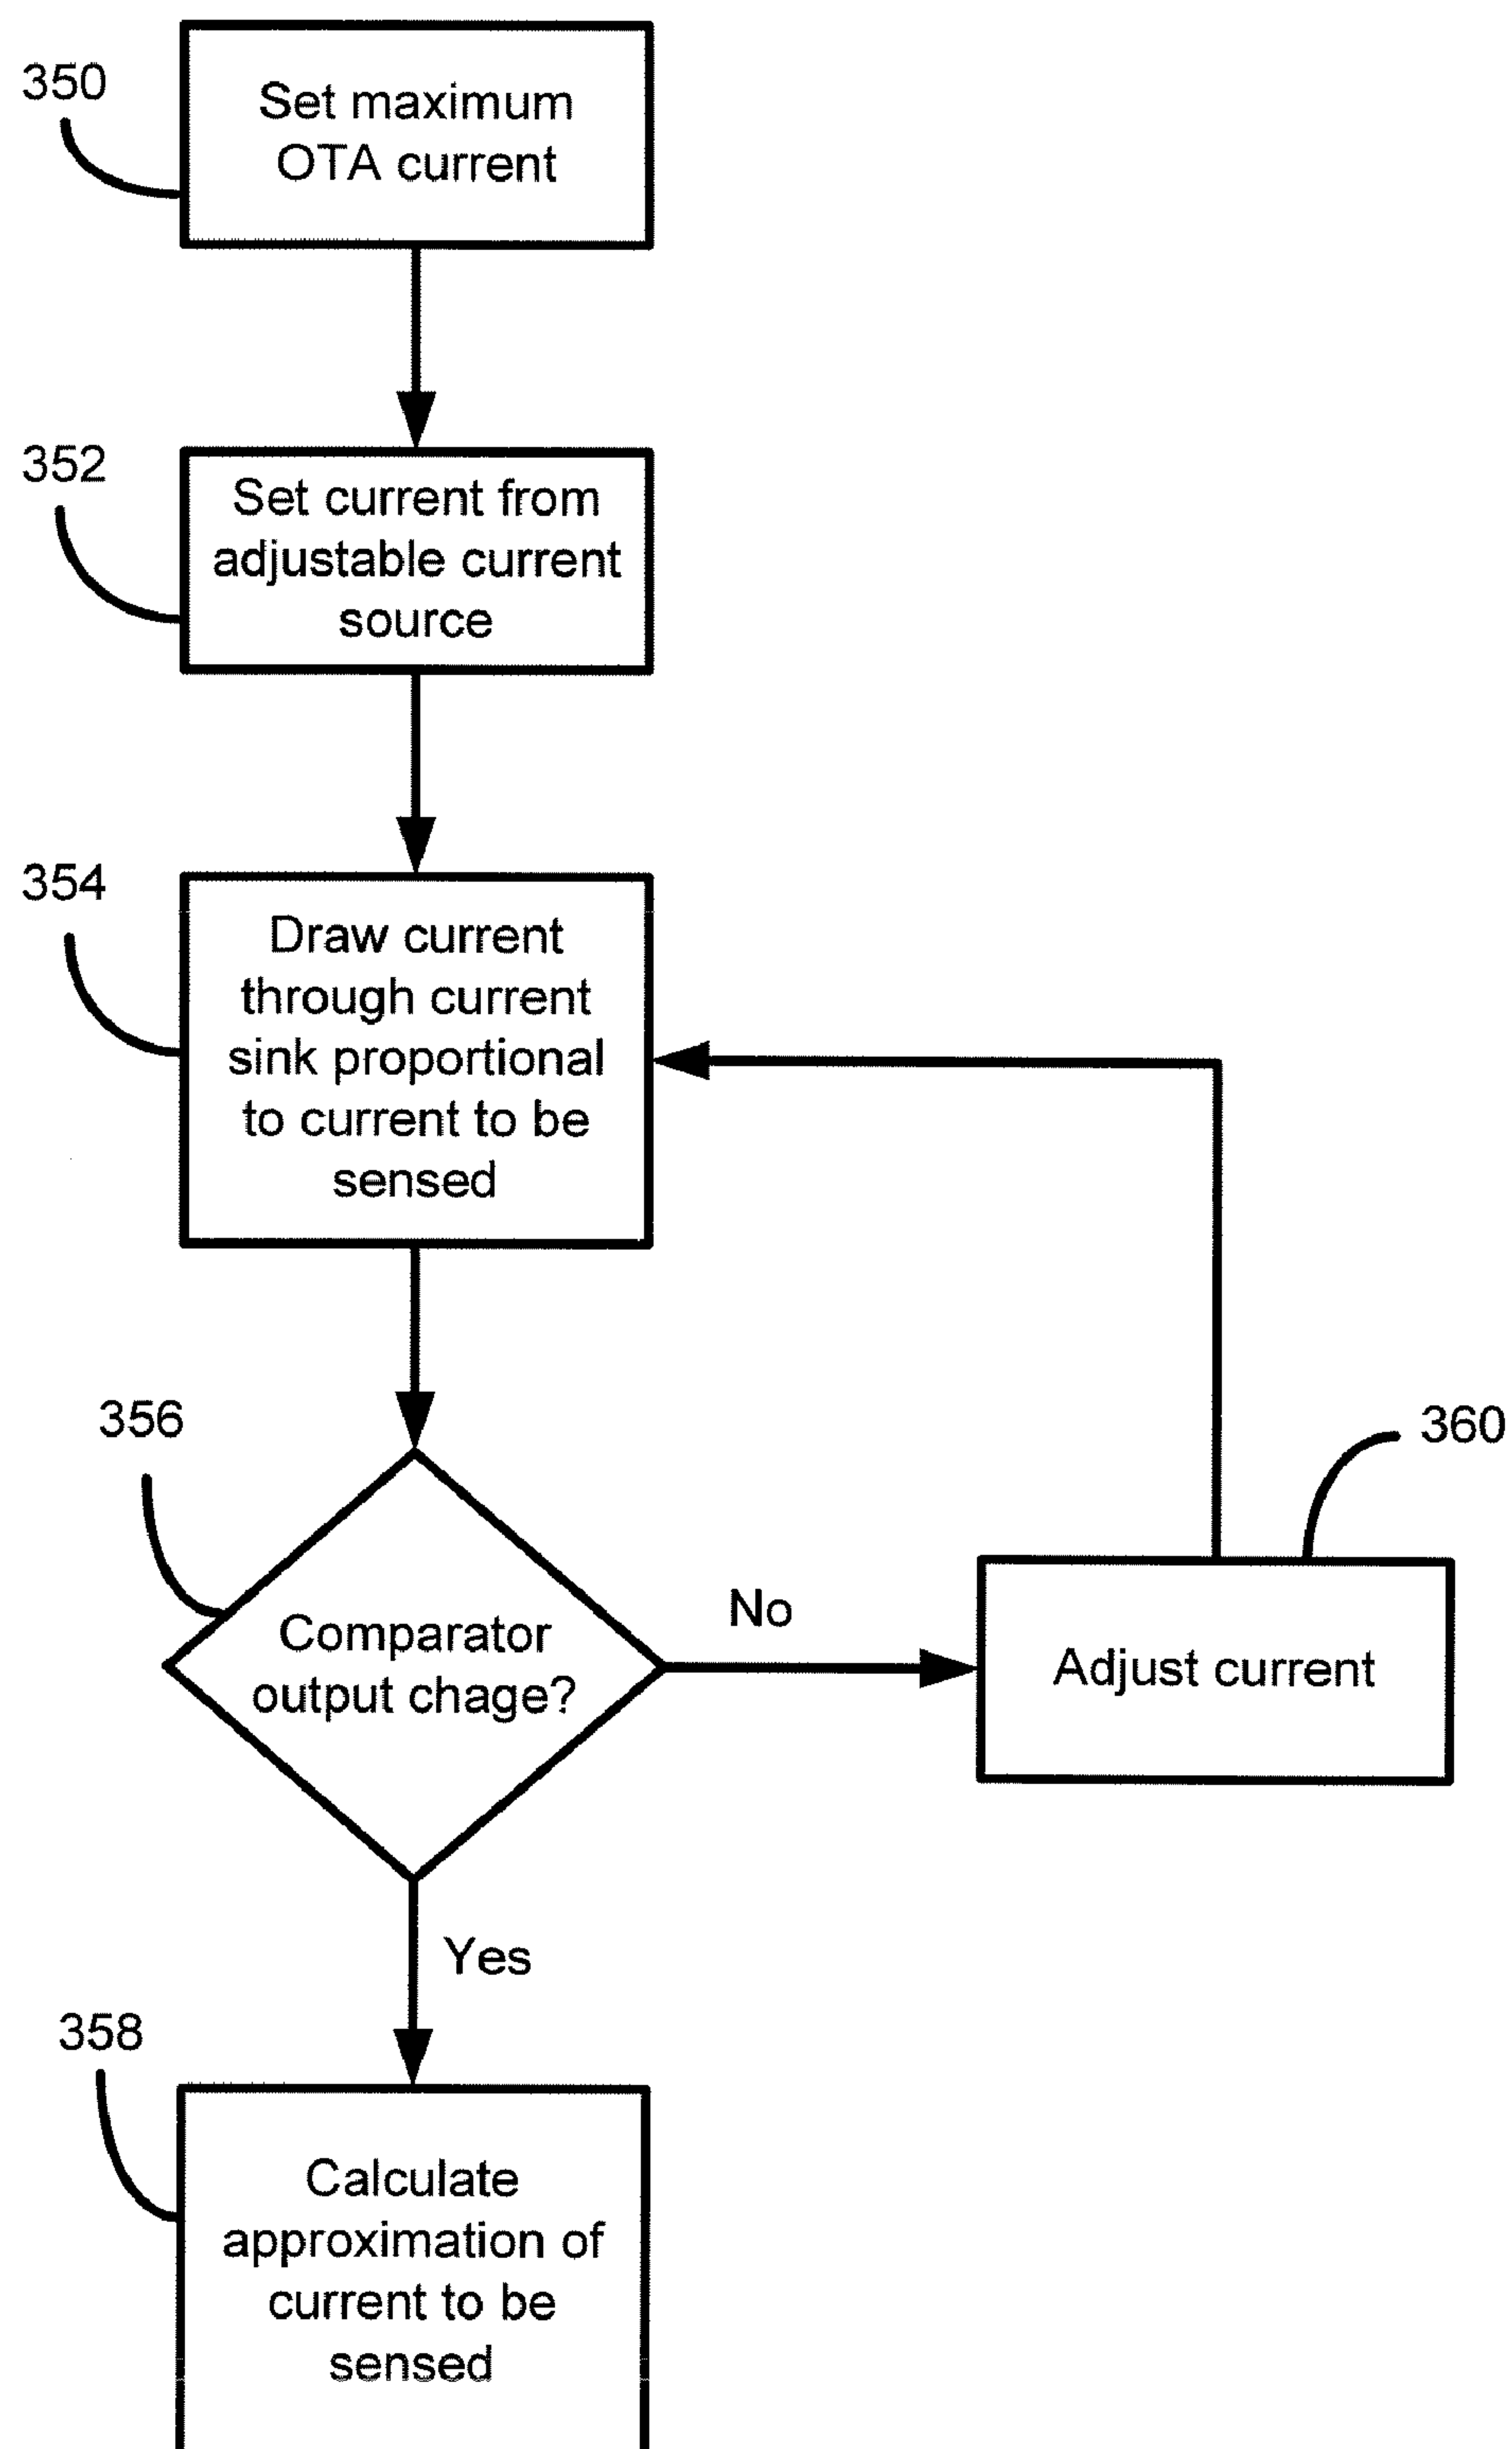 350
Set maximum
OTA current
352
Set current from
adjustable current
source
354
Draw current
through current
sink proportional
to current to be
sensed
356
Comparator
output chage?
No
360
Adjust current
Yes
358
Calculate
approximation of
current to be
sensed